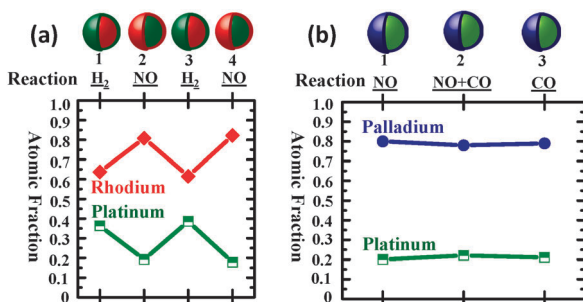 (a)
1 2 3 4
Reaction H₂ NO H₂ NO
1.0
0.9
0.8
0.7
0.6
0.5
0.4
0.3
0.2
0.1
0
Atomic Fraction
Rhodium
Platinum
(b)
1 2 3
Reaction NO NO+CO CO
1.0
0.9
0.8
0.7
0.6
0.5
0.4
0.3
0.2
0.1
0
Atomic Fraction
Palladium
Platinum